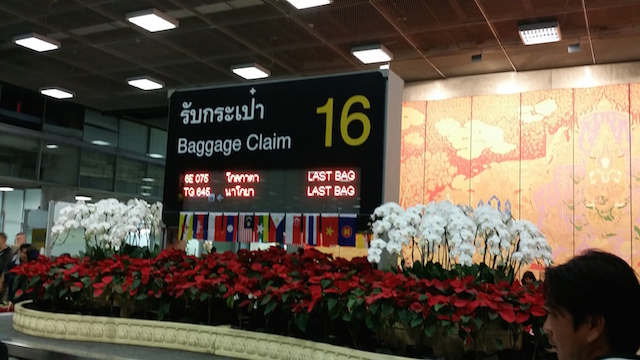 รับกระเป๋า
Baggage Claim
16
6E 075 โกลกาตา LAST BAG
TG 645 นาโกมา LAST BAG